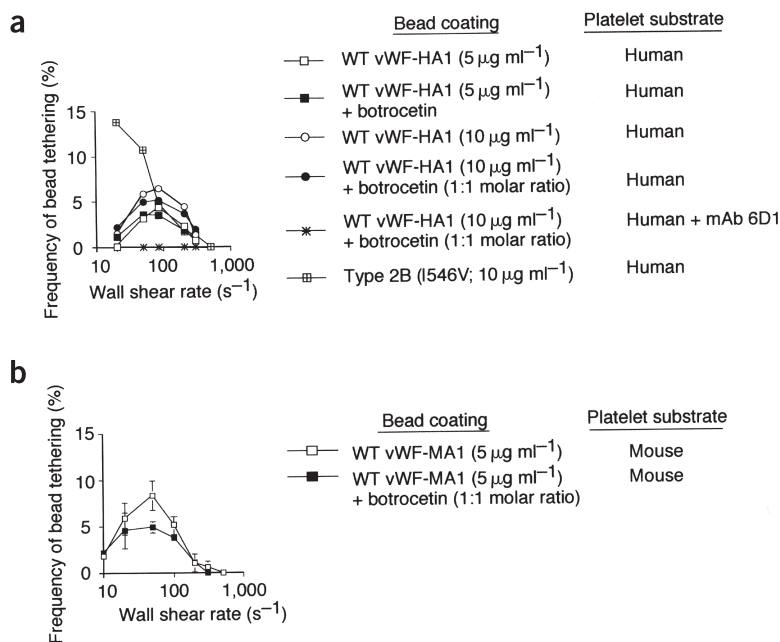 a
Bead coating
Platelet substrate
WT vWF-HA1 (5 μg ml⁻¹)
Human
WT vWF-HA1 (5 μg ml⁻¹)
+ botrocetin
Human
WT vWF-HA1 (10 μg ml⁻¹)
Human
WT vWF-HA1 (10 μg ml⁻¹)
+ botrocetin (1:1 molar ratio)
Human
WT vWF-HA1 (10 μg ml⁻¹)
+ botrocetin (1:1 molar ratio)
Human + mAb 6D1
Type 2B (I546V; 10 μg ml⁻¹)
Human
Frequency of bead tethering (%)
15
10
5
0
10 100 1,000
Wall shear rate (s⁻¹)
b
Bead coating
Platelet substrate
WT vWF-MA1 (5 μg ml⁻¹)
Mouse
WT vWF-MA1 (5 μg ml⁻¹)
+ botrocetin (1:1 molar ratio)
Mouse
Frequency of bead tethering (%)
15
10
5
0
10 100 1,000
Wall shear rate (s⁻¹)